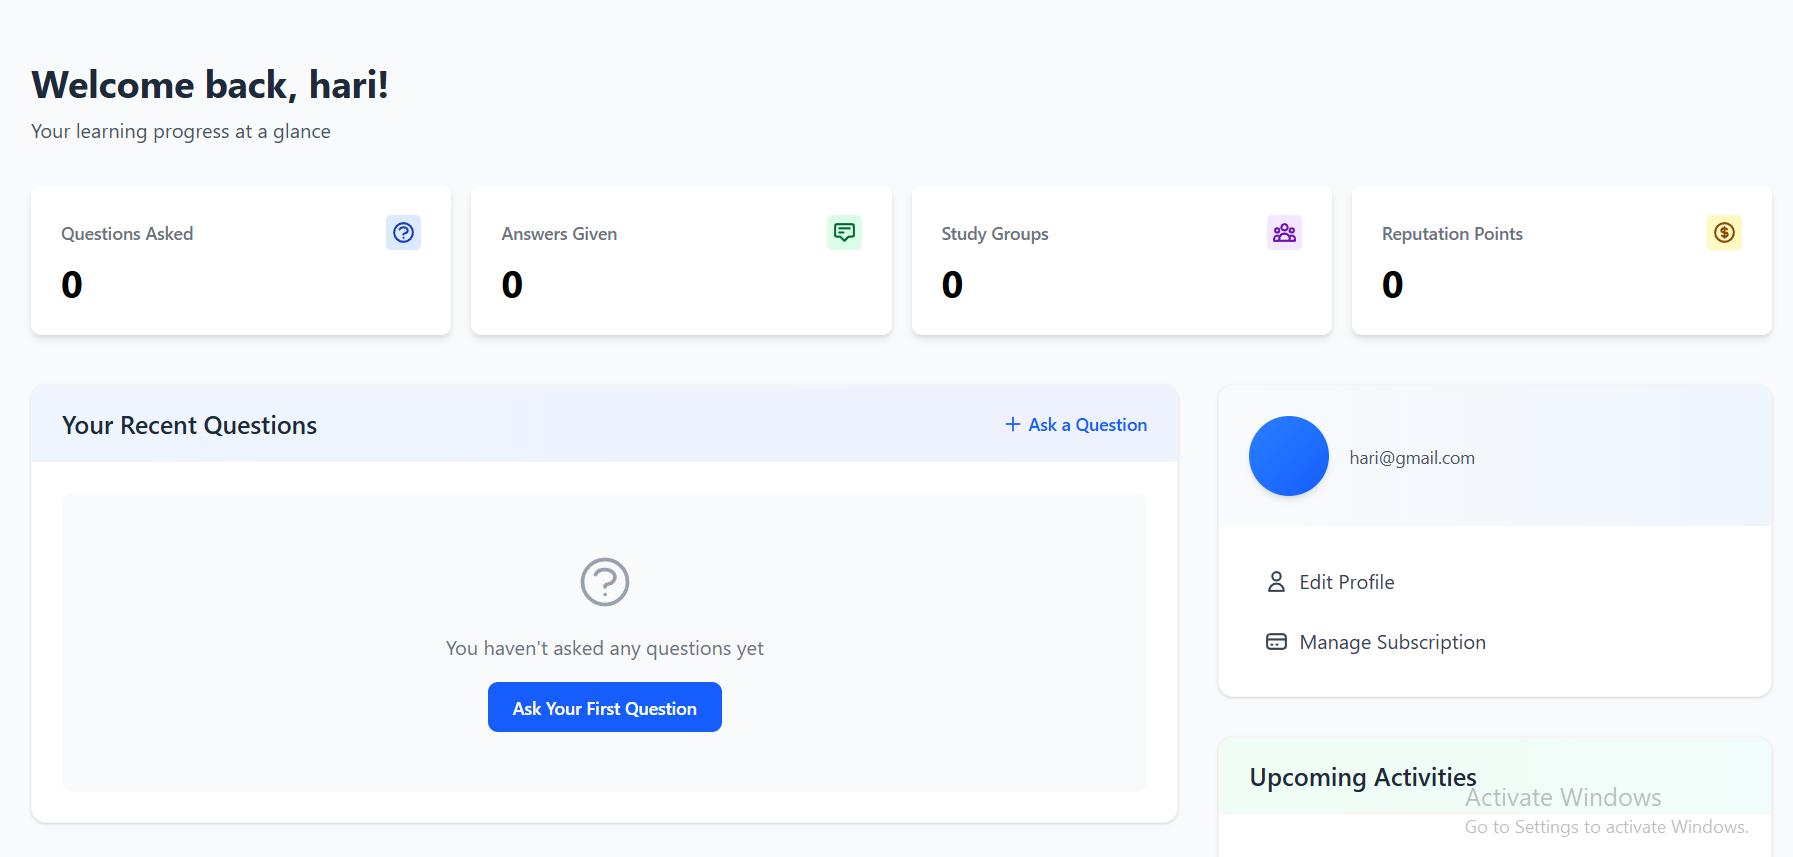 Welcome back, hari!
Your learning progress at a glance
Questions Asked
0
Answers Given
0
Study Groups
0
Reputation Points
0
Your Recent Questions
+ Ask a Question
You haven't asked any questions yet
Ask Your First Question
hari@gmail.com
Edit Profile
Manage Subscription
Upcoming Activities
Activate Windows
Go to Settings to activate Windows.